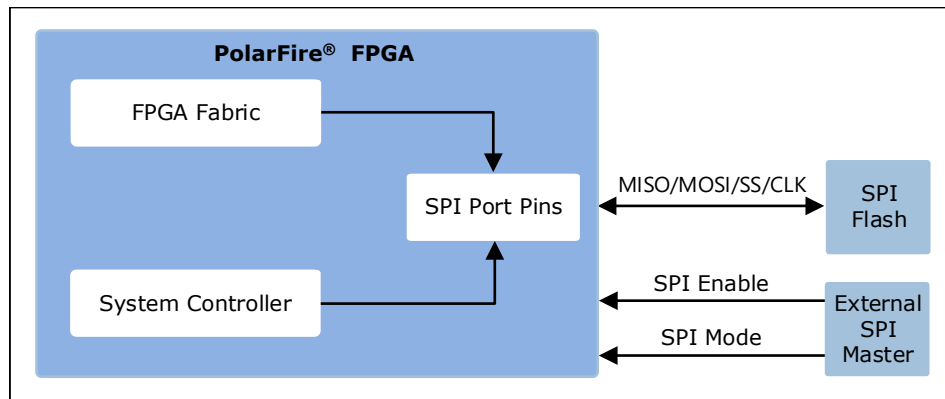 PolarFire® FPGA
FPGA Fabric
SPI Port Pins
System Controller
MISO/MOSI/SS/CLK
SPI
Flash
SPI Enable
SPI Mode
External
SPI
Master